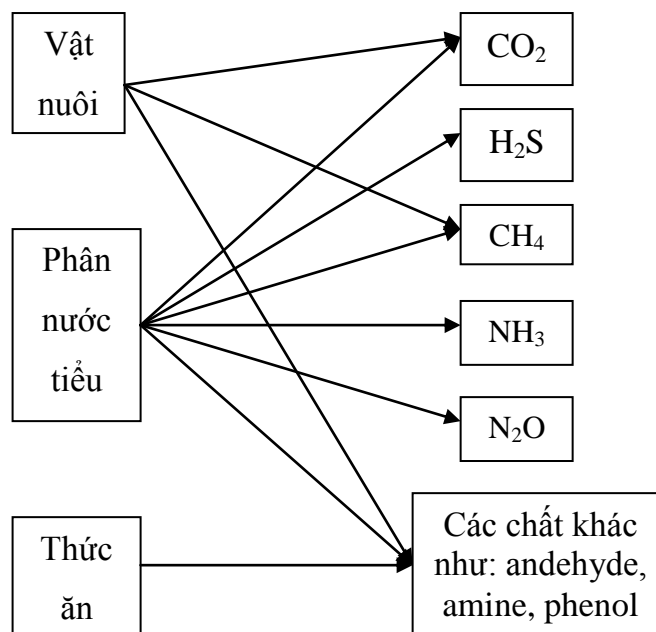 Vật
nuôi
CO₂
H₂S
CH₄
Phân
nước
tiểu
NH₃
N₂O
Thức
ăn
Các chất khác
như: andehyde,
amine, phenol